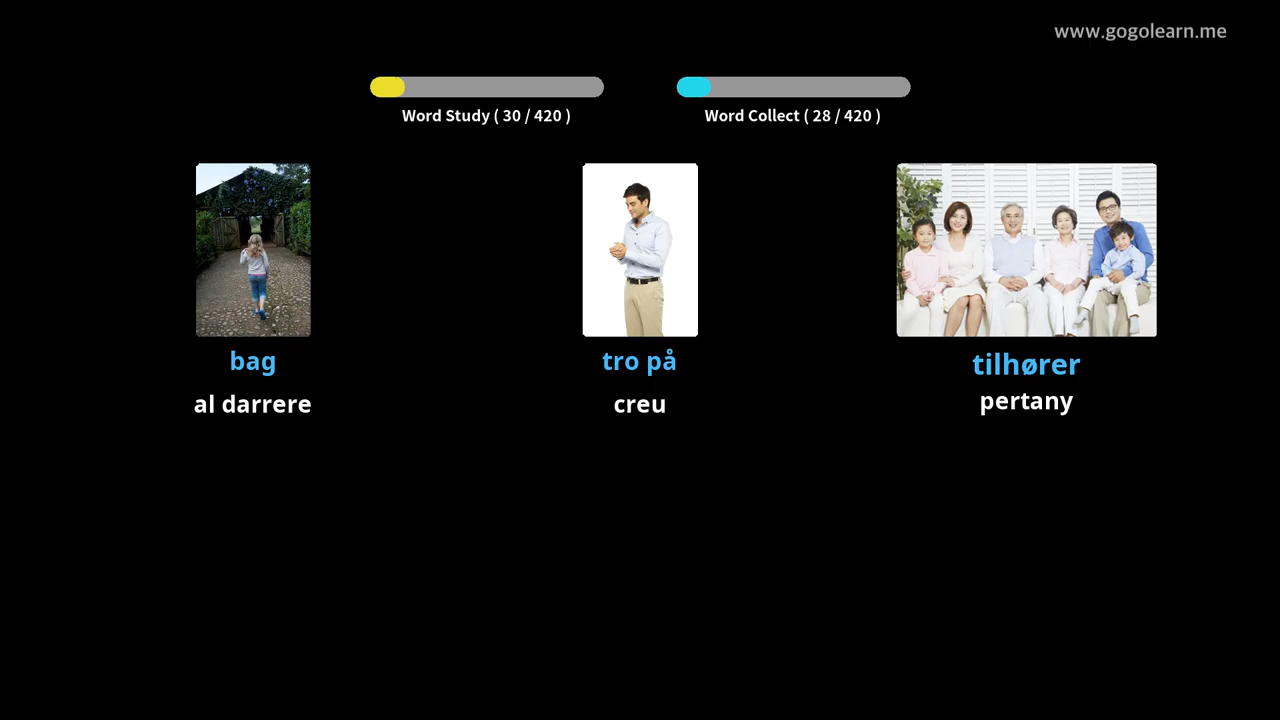 www.gogolearn.me
Word Study ( 30 / 420 )
Word Collect ( 28 / 420 )
bag
tro på
tilhører
al darrere
creu
pertany